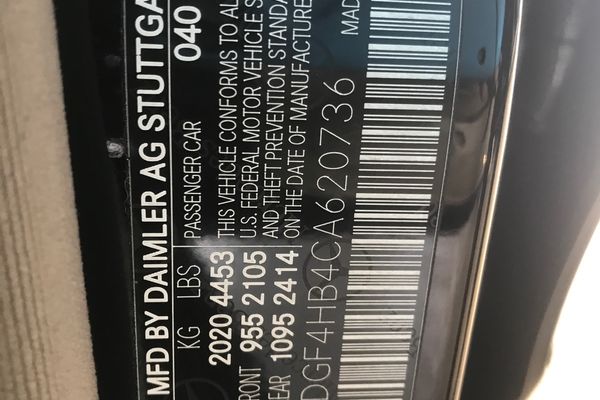 MFD BY DAIMLER AG STUTTGA
040
KG LBS PASSENGER CAR
2020 4453 THIS VEHICLE CONFORMS TO AL
RONT 955 2105 U.S. FEDERAL MOTOR VEHICLE S
EAR 1095 2414 AND THEFT PREVENTION STANDA
ON THE DATE OF MANUFACTURE
DGF4HB4CA620736
MAD